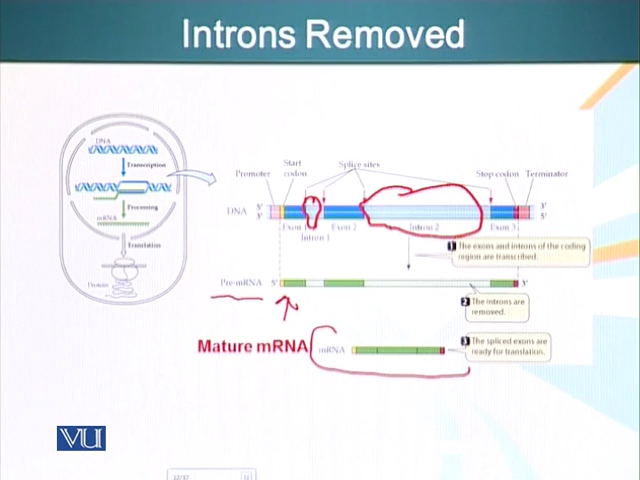 Introns Removed
DNA
Transcription
Processing
mRNA
Translation
Protein
Promoter
Start
codon
Splice sites
Stop codon
Terminator
DNA
5'
3'
3'
5'
Exon 1
Intron 1
Exon 2
Intron 2
Exon 3
1 The exons and introns of the coding
region are transcribed.
Pre-mRNA
5'
3'
2 The introns are
removed.
Mature mRNA
mRNA
3 The spliced exons are
ready for translation.
VU
32/37